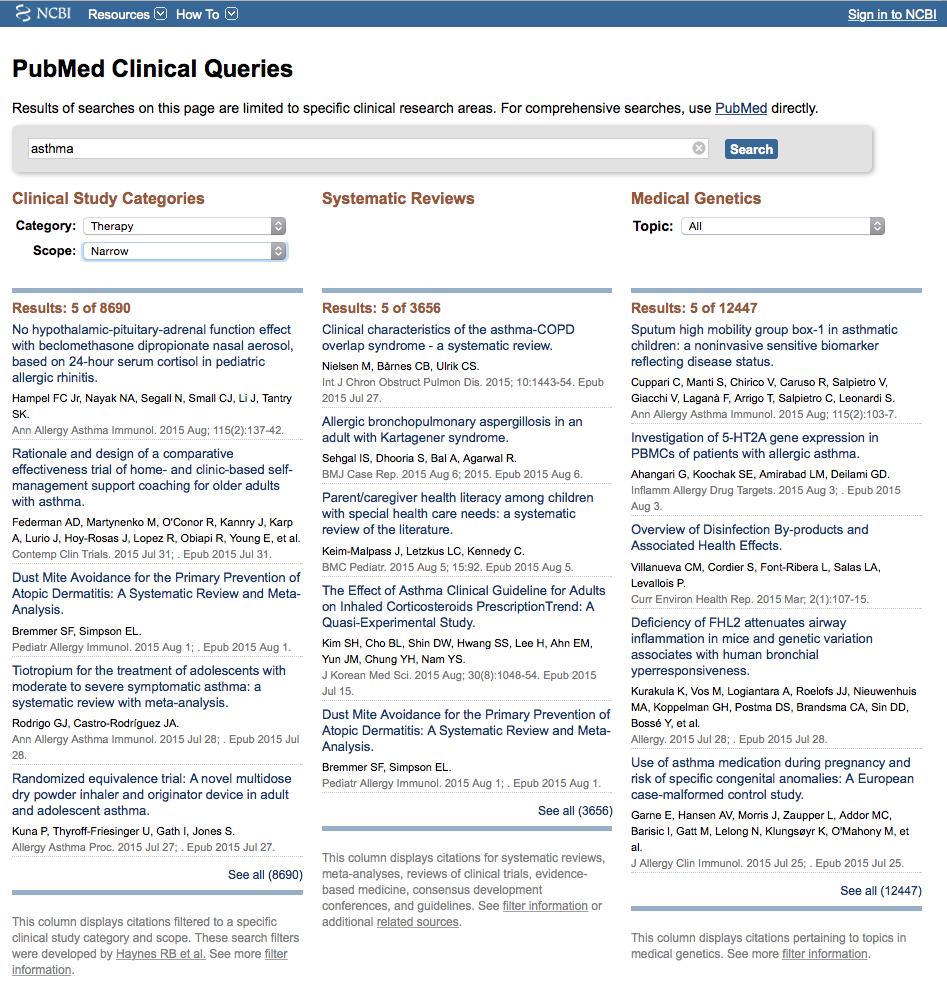 NCBI Resources How To Sign in to NCBI
PubMed Clinical Queries
Results of searches on this page are limited to specific clinical research areas. For comprehensive searches, use PubMed directly.
asthma Search
Clinical Study Categories
Category: Therapy
Scope: Narrow
Results: 5 of 8690
No hypothalamic-pituitary-adrenal function effect
with beclomethasone dipropionate nasal aerosol,
based on 24-hour serum cortisol in pediatric
allergic rhinitis.
Hampel FC Jr, Nayak NA, Segall N, Small CJ, Li J, Tantry
SK.
Ann Allergy Asthma Immunol. 2015 Aug; 115(2):137-42.
Rationale and design of a comparative
effectiveness trial of home- and clinic-based self-
management support coaching for older adults
with asthma.
Federman AD, Martynenko M, O'Conor R, Kannry J, Karp
A, Lurio J, Hoy-Rosas J, Lopez R, Obiapi R, Young E, et al.
Contemp Clin Trials. 2015 Jul 31; . Epub 2015 Jul 31.
Dust Mite Avoidance for the Primary Prevention of
Atopic Dermatitis: A Systematic Review and Meta-
Analysis.
Bremmer SF, Simpson EL.
Pediatr Allergy Immunol. 2015 Aug 1; . Epub 2015 Aug 1.
Tiotropium for the treatment of adolescents with
moderate to severe symptomatic asthma: a
systematic review with meta-analysis.
Rodrigo GJ, Castro-Rodríguez JA.
Ann Allergy Asthma Immunol. 2015 Jul 28; . Epub 2015 Jul
28.
Randomized equivalence trial: A novel multidose
dry powder inhaler and originator device in adult
and adolescent asthma.
Kuna P, Thyroff-Friesinger U, Gath I, Jones S.
Allergy Asthma Proc. 2015 Jul 27; . Epub 2015 Jul 27.
See all (8690)
This column displays citations filtered to a specific
clinical study category and scope. These search filters
were developed by Haynes RB et al. See more filter
information.
Systematic Reviews
Results: 5 of 3656
Clinical characteristics of the asthma-COPD
overlap syndrome - a systematic review.
Nielsen M, Bårnes CB, Ulrik CS.
Int J Chron Obstruct Pulmon Dis. 2015; 10:1443-54. Epub
2015 Jul 27.
Allergic bronchopulmonary aspergillosis in an
adult with Kartagener syndrome.
Sehgal IS, Dhooria S, Bal A, Agarwal R.
BMJ Case Rep. 2015 Aug 6; 2015. Epub 2015 Aug 6.
Parent/caregiver health literacy among children
with special health care needs: a systematic
review of the literature.
Keim-Malpass J, Letzkus LC, Kennedy C.
BMC Pediatr. 2015 Aug 5; 15:92. Epub 2015 Aug 5.
The Effect of Asthma Clinical Guideline for Adults
on Inhaled Corticosteroids PrescriptionTrend: A
Quasi-Experimental Study.
Kim SH, Cho BL, Shin DW, Hwang SS, Lee H, Ahn EM,
Yun JM, Chung YH, Nam YS.
J Korean Med Sci. 2015 Aug; 30(8):1048-54. Epub 2015
Jul 15.
Dust Mite Avoidance for the Primary Prevention of
Atopic Dermatitis: A Systematic Review and Meta-
Analysis.
Bremmer SF, Simpson EL.
Pediatr Allergy Immunol. 2015 Aug 1; . Epub 2015 Aug 1.
See all (3656)
This column displays citations for systematic reviews,
meta-analyses, reviews of clinical trials, evidence-
based medicine, consensus development
conferences, and guidelines. See filter information or
additional related sources.
Medical Genetics
Topic: All
Results: 5 of 12447
Sputum high mobility group box-1 in asthmatic
children: a noninvasive sensitive biomarker
reflecting disease status.
Cuppari C, Manti S, Chirico V, Caruso R, Salpietro V,
Giacchi V, Laganà F, Arrigo T, Salpietro C, Leonardi S.
Ann Allergy Asthma Immunol. 2015 Aug; 115(2):103-7.
Investigation of 5-HT2A gene expression in
PBMCs of patients with allergic asthma.
Ahangari G, Koochak SE, Amirabad LM, Deilami GD.
Inflamm Allergy Drug Targets. 2015 Aug 3; . Epub 2015
Aug 3.
Overview of Disinfection By-products and
Associated Health Effects.
Villanueva CM, Cordier S, Font-Ribera L, Salas LA,
Levallois P.
Curr Environ Health Rep. 2015 Mar; 2(1):107-15.
Deficiency of FHL2 attenuates airway
inflammation in mice and genetic variation
associates with human bronchial
yperresponsiveness.
Kurakula K, Vos M, Logiantara A, Roelofs JJ, Nieuwenhuis
MA, Koppelman GH, Postma DS, Brandsma CA, Sin DD,
Bossé Y, et al.
Allergy. 2015 Jul 28; . Epub 2015 Jul 28.
Use of asthma medication during pregnancy and
risk of specific congenital anomalies: A European
case-malformed control study.
Garne E, Hansen AV, Morris J, Zaupper L, Addor MC,
Barisic I, Gatt M, Lelong N, Klungsøyr K, O'Mahony M, et
al.
J Allergy Clin Immunol. 2015 Jul 25; . Epub 2015 Jul 25.
See all (12447)
This column displays citations pertaining to topics in
medical genetics. See more filter information.